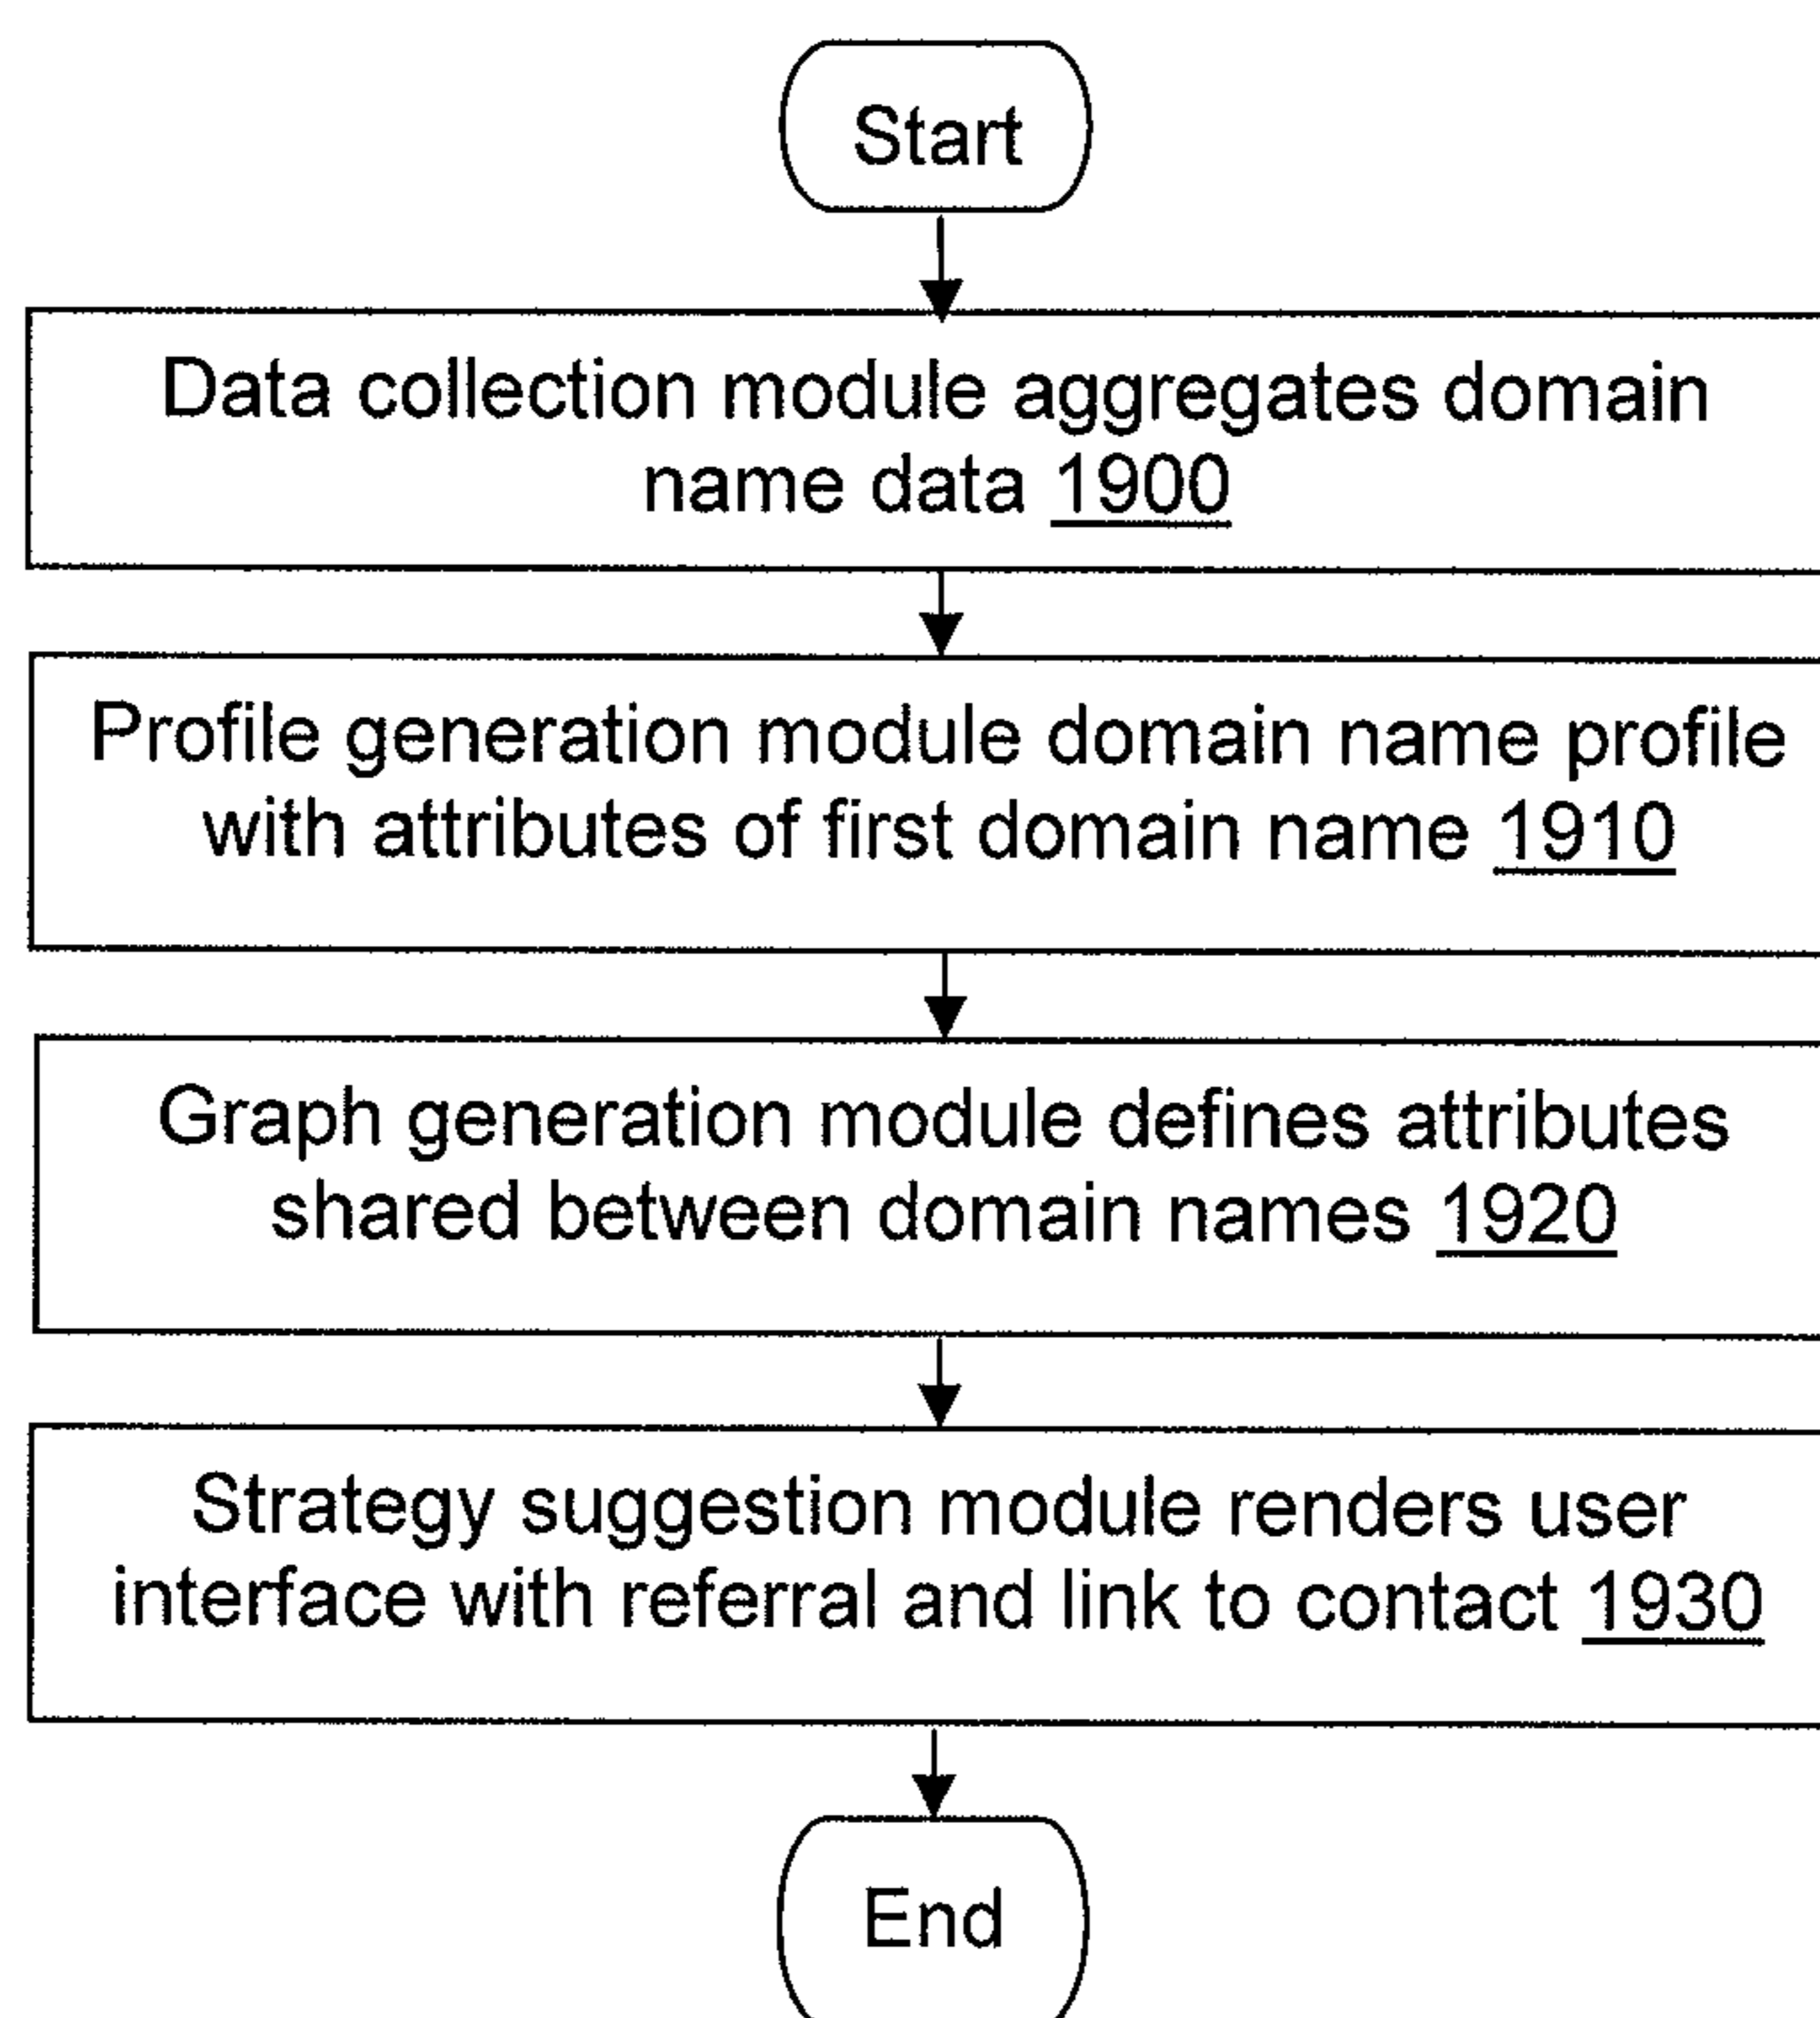 Start
Data collection module aggregates domain
name data 1900
Profile generation module domain name profile
with attributes of first domain name 1910
Graph generation module defines attributes
shared between domain names 1920
Strategy suggestion module renders user
interface with referral and link to contact 1930
End